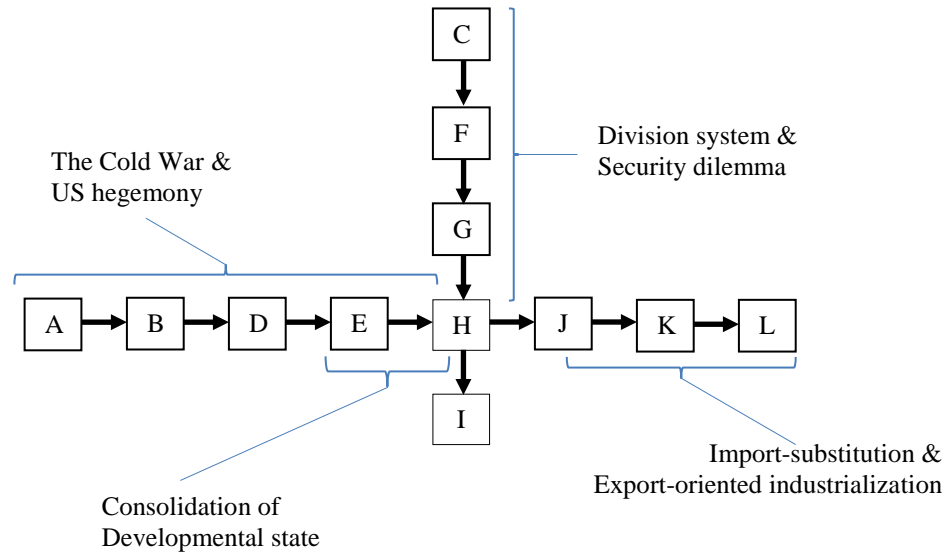 C
F
Division system &
Security dilemma
The Cold War &
US hegemony
G
A B D E H J K L
I
Import-substitution &
Export-oriented industrialization
Consolidation of
Developmental state